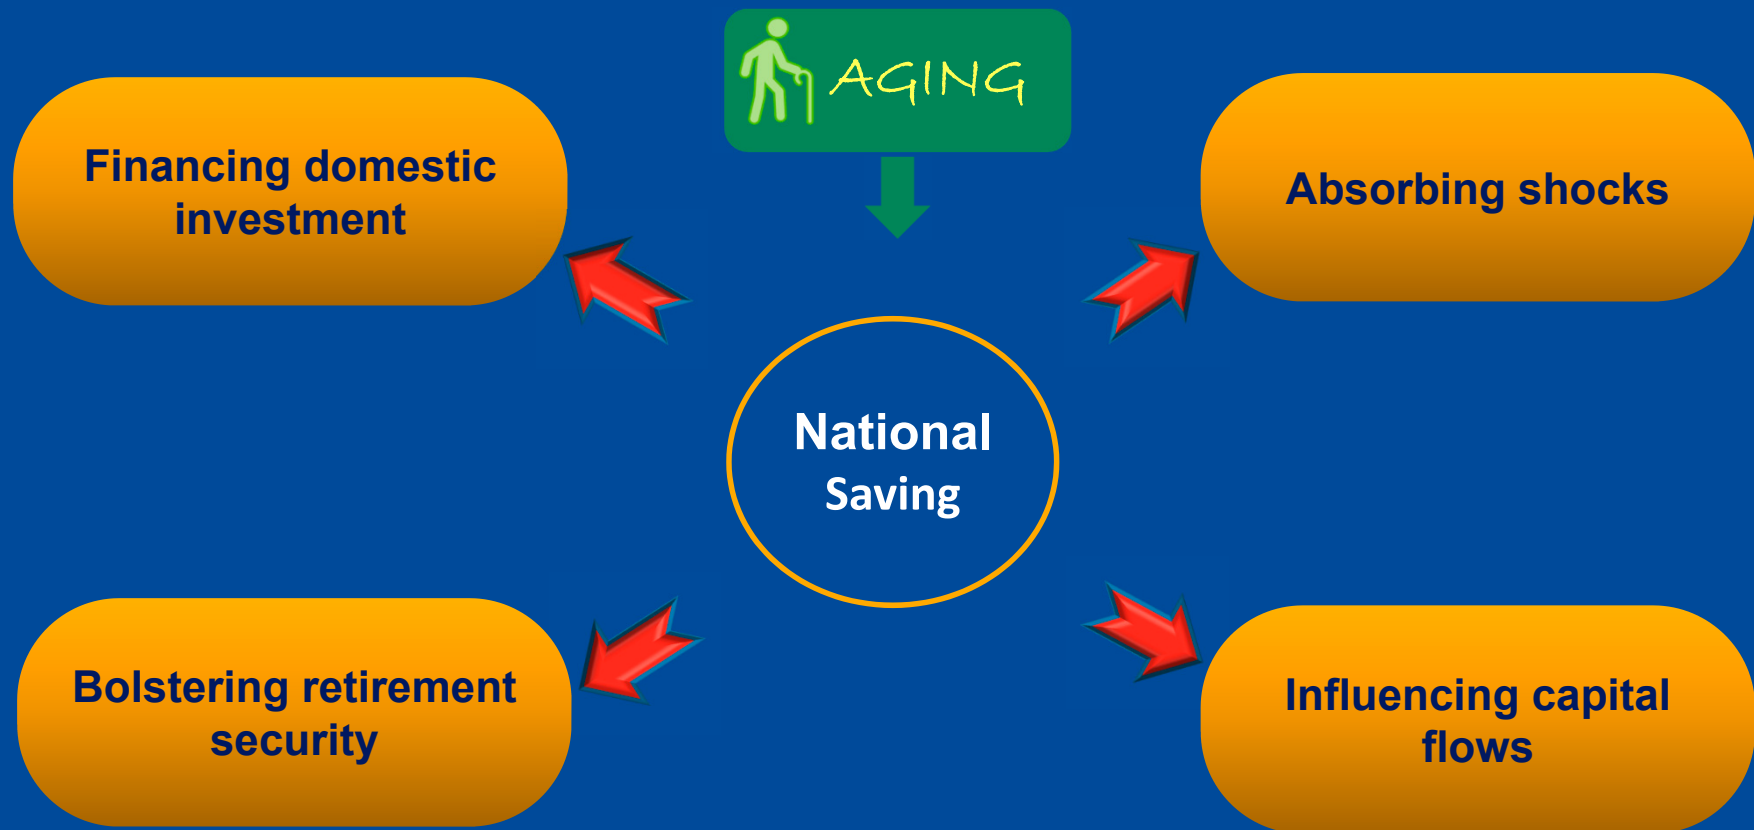 AGING
Financing domestic
investment
Absorbing shocks
National
Saving
Bolstering retirement
security
Influencing capital
flows